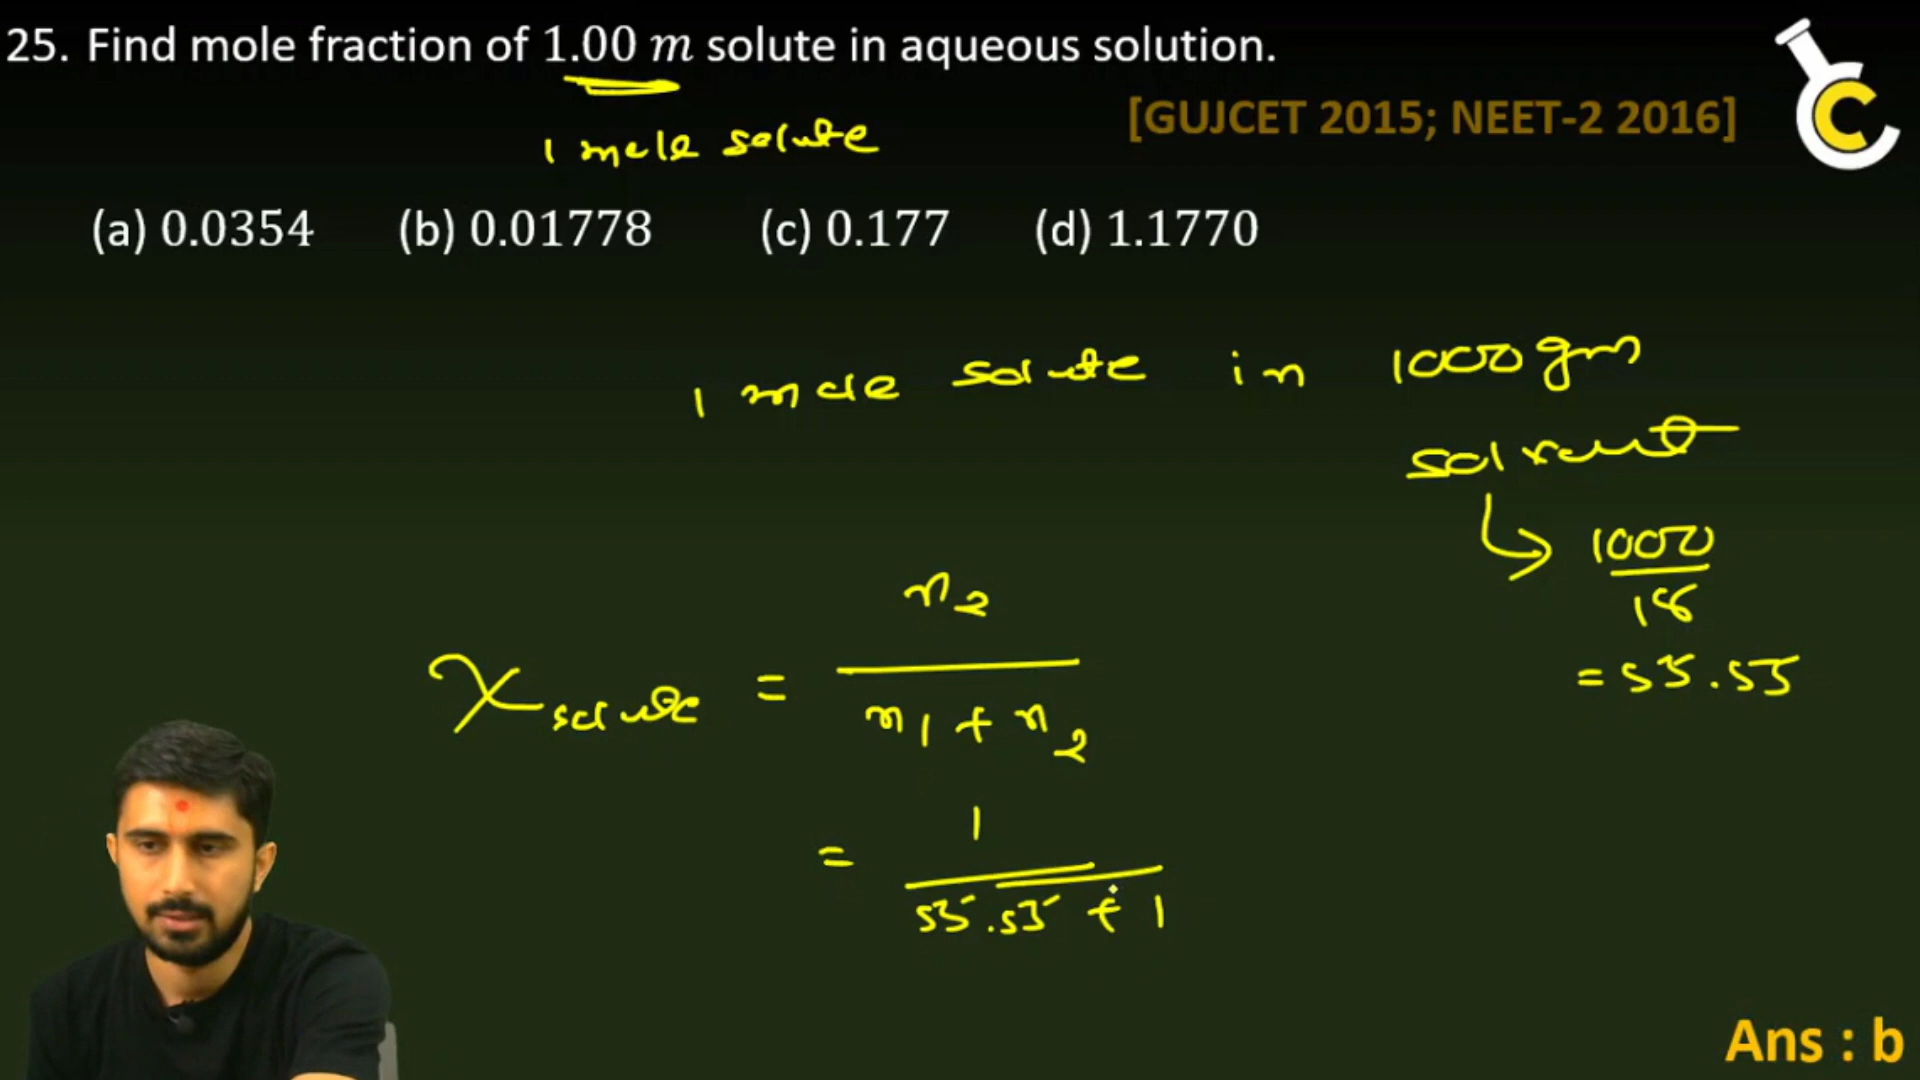 25. Find mole fraction of 1.00 m solute in aqueous solution.
[GUJCET 2015; NEET-2 2016]
C
1 mole solute
(a) 0.0354 (b) 0.01778 (c) 0.177 (d) 1.1770
1 mole solute in 1000 gm
solvent
1000
18
= 55.55
n2
χsolute =
n1 + n2
1
=
55.55 + 1
Ans : b